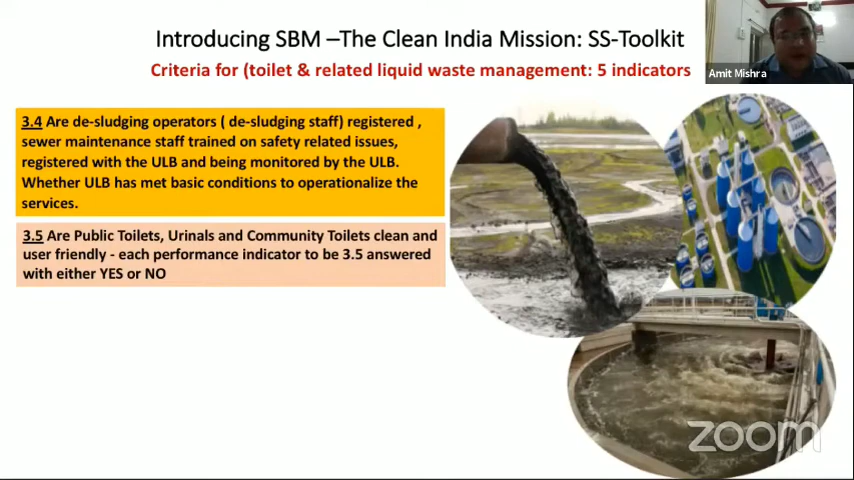 Introducing SBM –The Clean India Mission: SS-Toolkit
Criteria for (toilet & related liquid waste management: 5 indicators
Amit Mishra
3.4 Are de-sludging operators ( de-sludging staff) registered ,
sewer maintenance staff trained on safety related issues,
registered with the ULB and being monitored by the ULB.
Whether ULB has met basic conditions to operationalize the
services.
3.5 Are Public Toilets, Urinals and Community Toilets clean and
user friendly - each performance indicator to be 3.5 answered
with either YES or NO
zoom